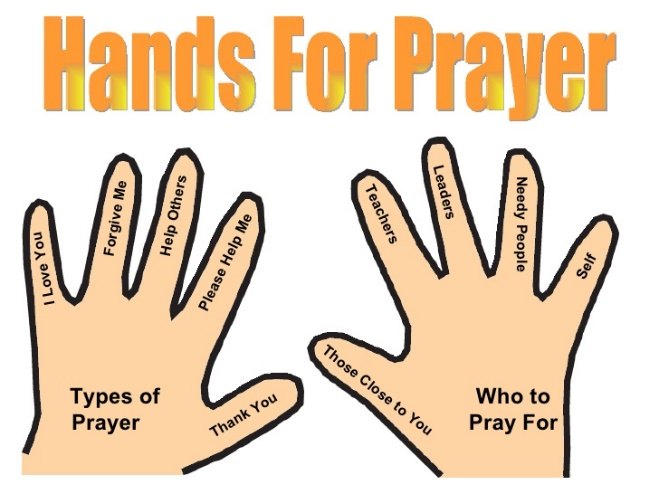 Hands For Prayer
I Love You
Forgive Me
Help Others
Please Help Me
Thank You
Types of
Prayer
Those Close to You
Teachers
Leaders
Needy People
Self
Who to
Pray For